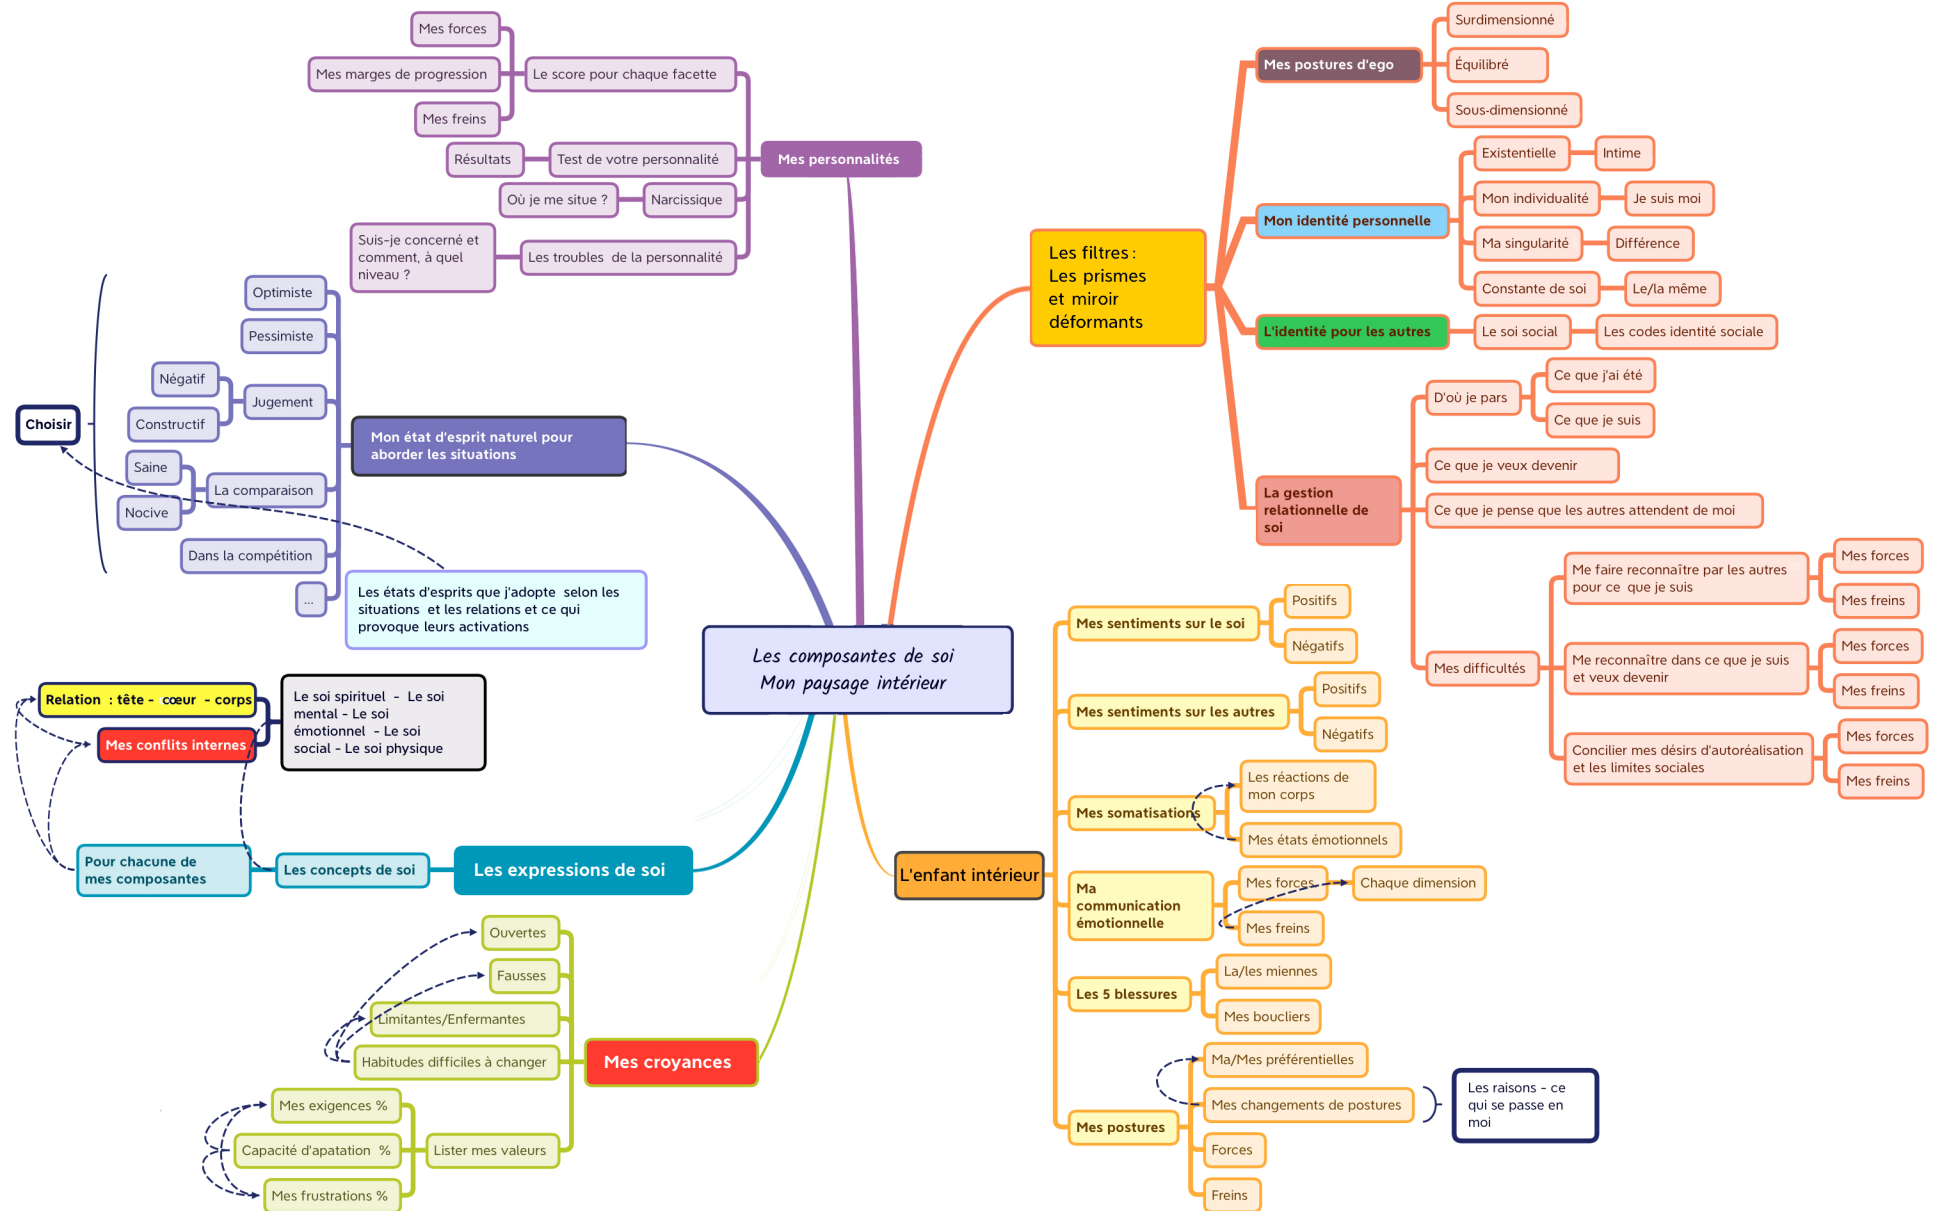 Mes forces
Mes marges de progression
Mes freins
Le score pour chaque facette
Résultats
Test de votre personnalité
Où je me situe ?
Narcissique
Suis-je concerné et
comment, à quel
niveau ?
Les troubles  de la personnalité
Mes personnalités
Optimiste
Pessimiste
Négatif
Constructif
Jugement
Saine
Nocive
La comparaison
Dans la compétition
...
Choisir
Mon état d'esprit naturel pour
aborder les situations
Les états d'esprits que j'adopte  selon les
situations  et les relations et ce qui
provoque leurs activations
Les composantes de soi
Mon paysage intérieur
Relation  : tête -  cœur  - corps
Mes conflits internes
Le soi spirituel  -  Le soi
mental - Le soi
émotionnel  - Le soi
social - Le soi physique
Pour chacune de
mes composantes
Les concepts de soi
Les expressions de soi
Ouvertes
Fausses
Limitantes/Enfermantes
Habitudes difficiles à changer
Mes exigences %
Capacité d'apatation  %
Mes frustrations %
Lister mes valeurs
Mes croyances
Les filtres :
Les prismes
et miroir
déformants
Mes postures d'ego
Surdimensionné
Équilibré
Sous-dimensionné
Mon identité personnelle
Existentielle
Intime
Mon individualité
Je suis moi
Ma singularité
Différence
Constante de soi
Le/la même
L'identité pour les autres
Le soi social
Les codes identité sociale
La gestion
relationnelle de
soi
D'où je pars
Ce que j'ai été
Ce que je suis
Ce que je veux devenir
Ce que je pense que les autres attendent de moi
Mes difficultés
Me faire reconnaître par les autres
pour ce  que je suis
Mes forces
Mes freins
Me reconnaître dans ce que je suis
et veux devenir
Mes forces
Mes freins
Concilier mes désirs d'autoréalisation
et les limites sociales
Mes forces
Mes freins
L'enfant intérieur
Mes sentiments sur le soi
Positifs
Négatifs
Mes sentiments sur les autres
Positifs
Négatifs
Mes somatisations
Les réactions de
mon corps
Mes états émotionnels
Ma
communication
émotionnelle
Mes forces
Chaque dimension
Mes freins
Les 5 blessures
La/les miennes
Mes boucliers
Mes postures
Ma/Mes préférentielles
Mes changements de postures
Forces
Freins
Les raisons - ce
qui se passe en
moi